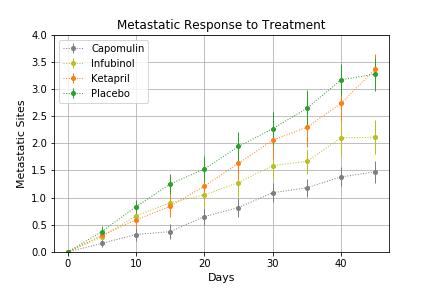 Metastatic Response to Treatment
4.0
3.5
3.0
2.5
2.0
1.5
1.0
0.5
0.0
Metastatic Sites
Capomulin
Infubinol
Ketapril
Placebo
0
10
20
30
40
Days